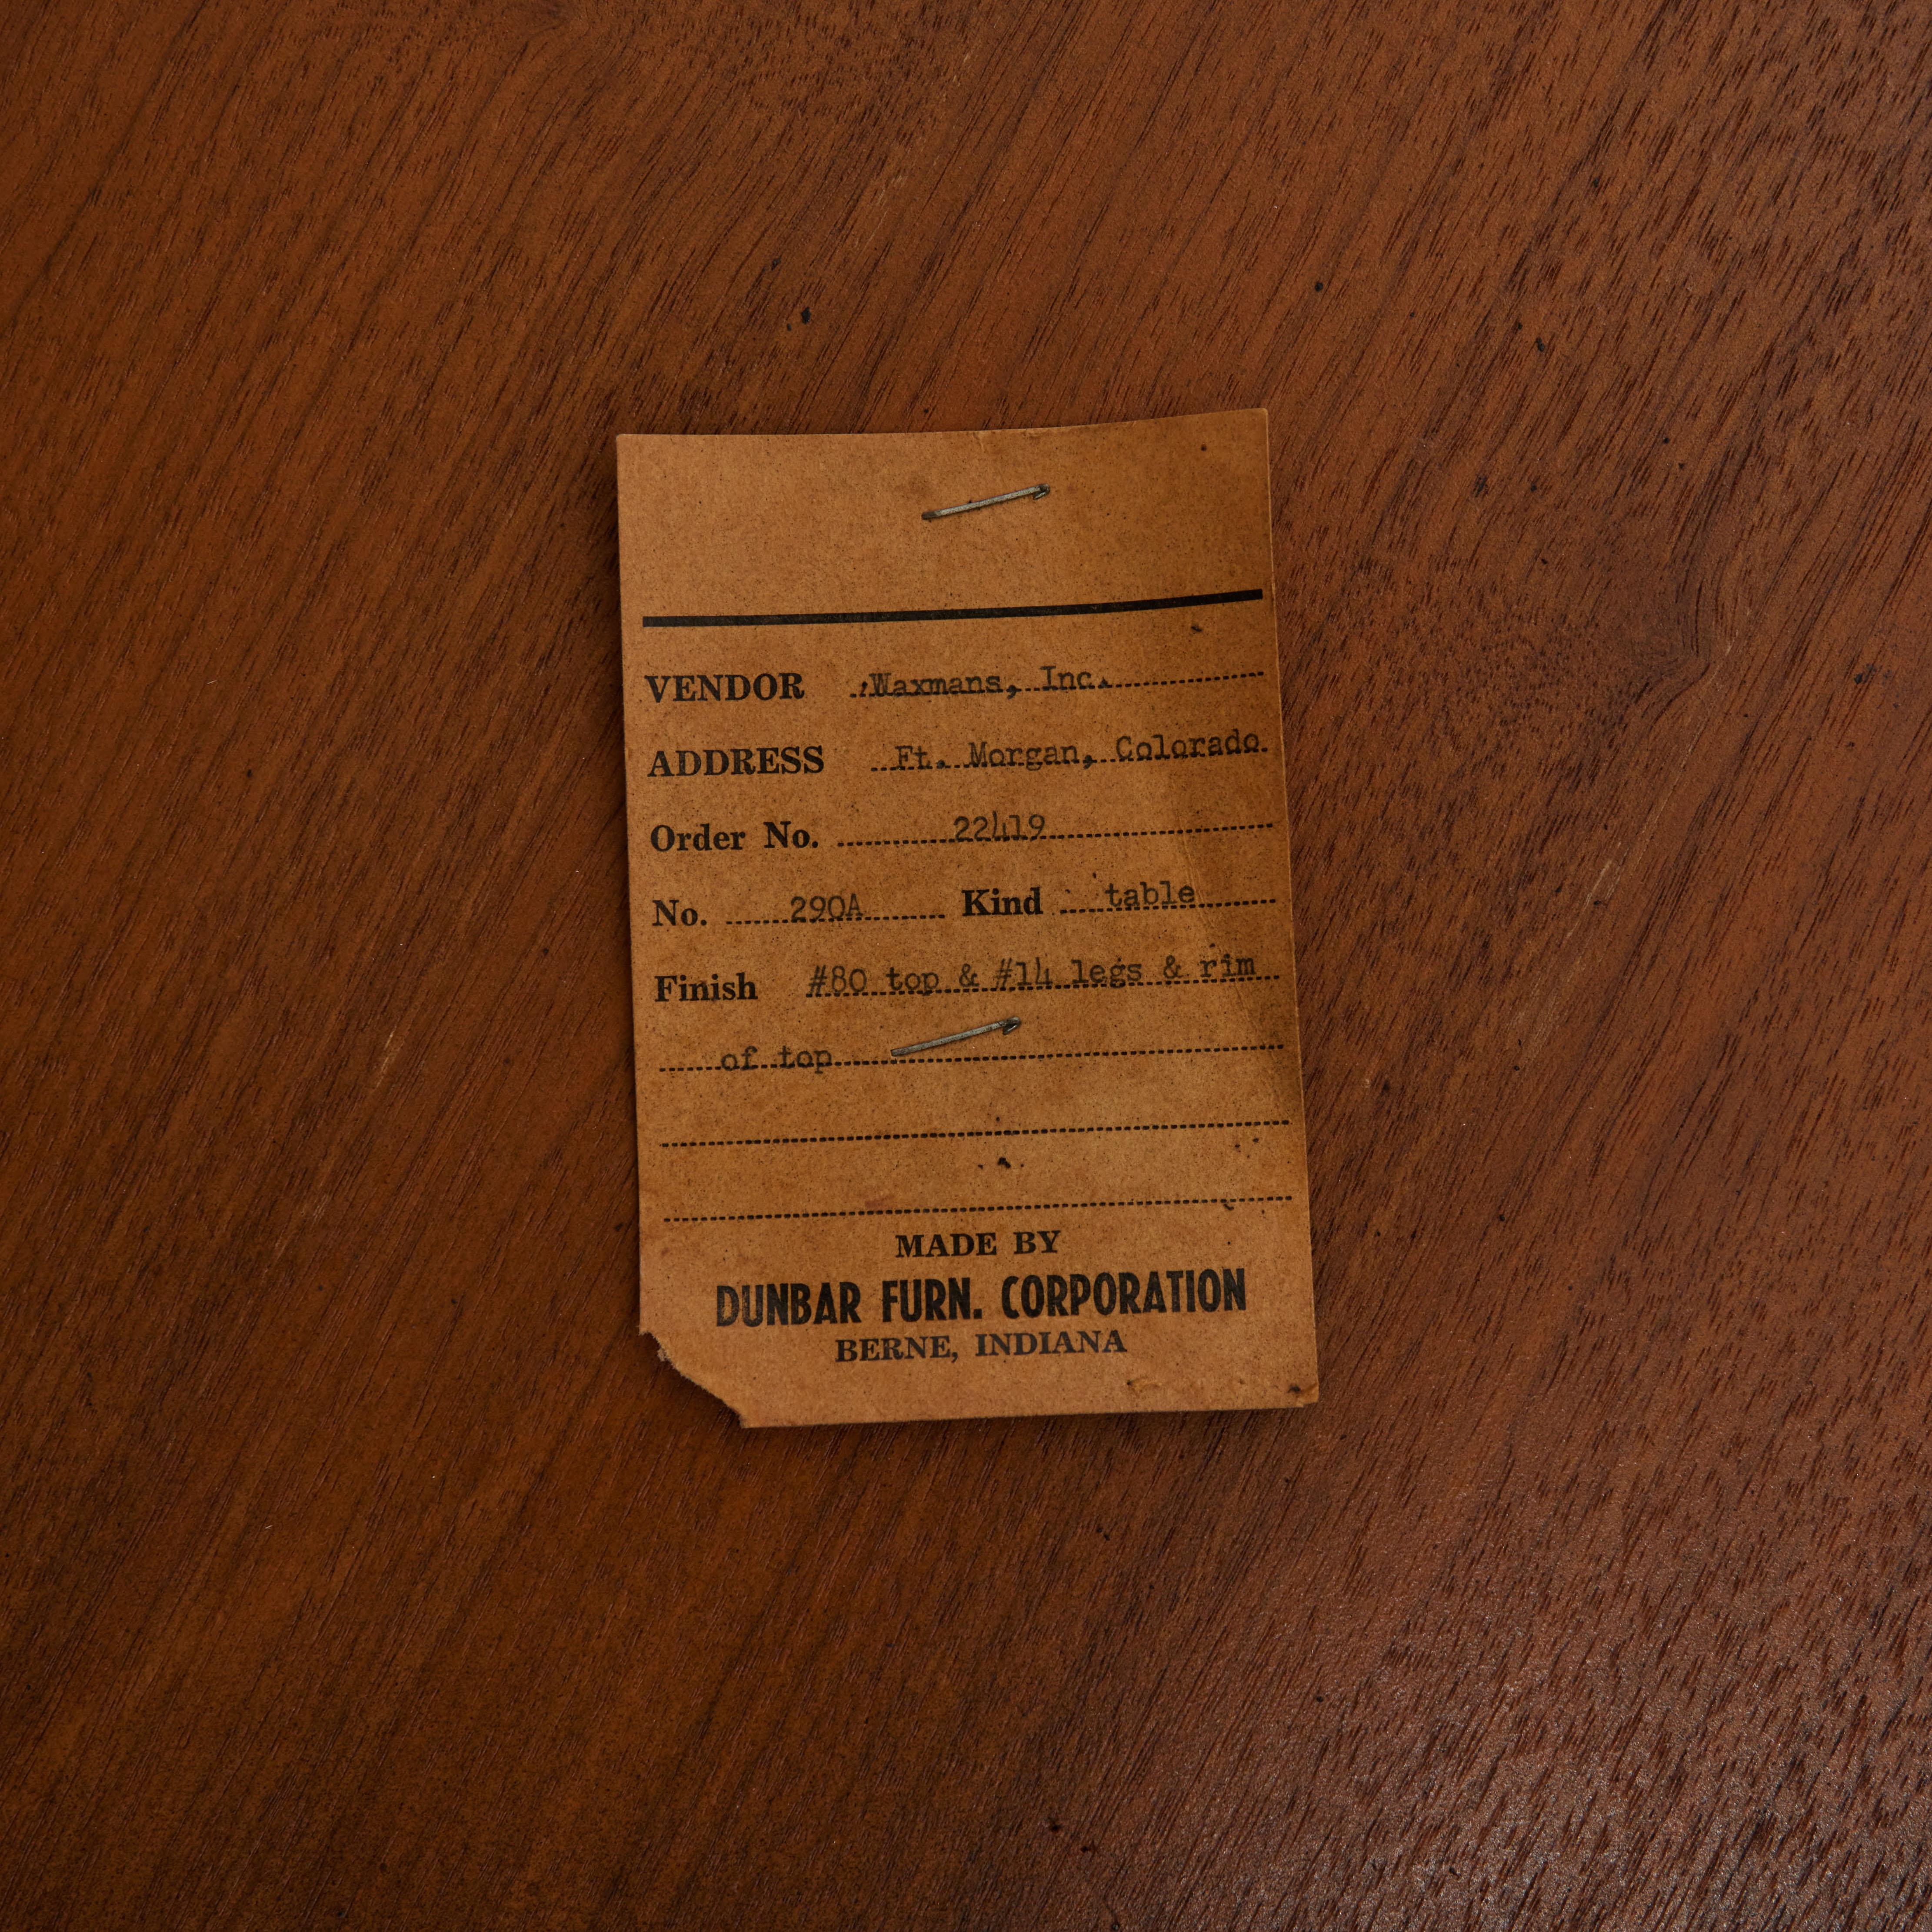 VENDOR Waxmans, Inc.
ADDRESS Ft. Morgan, Colorado
Order No. 22419
No. 290A Kind table
Finish #80 top & #14 legs & rim
of top
MADE BY
DUNBAR FURN. CORPORATION
BERNE, INDIANA